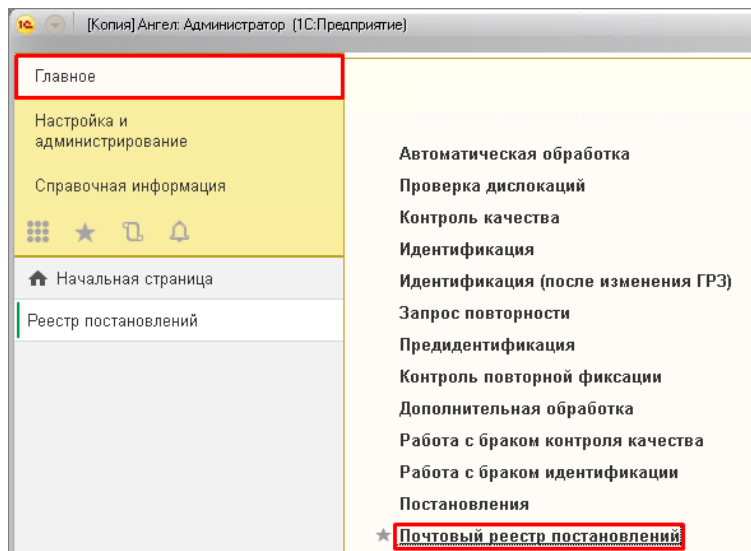 [Копия] Ангел: Администратор (1С:Предприятие)
Главное
Настройка и
администрирование
Справочная информация
Начальная страница
Реестр постановлений
Автоматическая обработка
Проверка дислокаций
Контроль качества
Идентификация
Идентификация (после изменения ГРЗ)
Запрос повторности
Предидентификация
Контроль повторной фиксации
Дополнительная обработка
Работа с браком контроля качества
Работа с браком идентификации
Постановления
Почтовый реестр постановлений